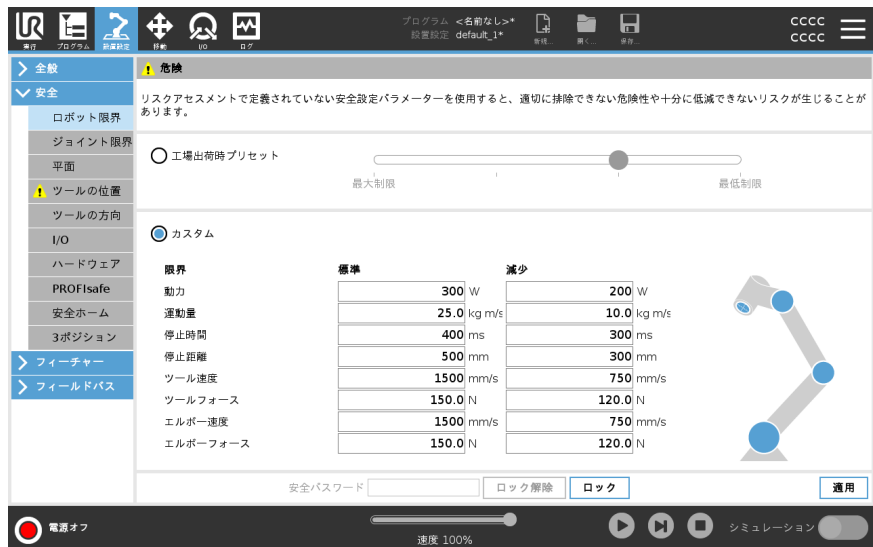 プログラム <名前なし>*
設置設定 default_1*
実行 プログラム 設置設定 移動 I/O ログ 新規... 開く... 保存...
CCCC
CCCC
全般
安全
ロボット限界
ジョイント限界
平面
ツールの位置
ツールの方向
I/O
ハードウェア
PROFIsafe
安全ホーム
3ポジション
フィーチャー
フィールドバス
危険
リスクアセスメントで定義されていない安全設定パラメーターを使用すると、適切に排除できない危険性や十分に低減できないリスクが生じることが
あります。
工場出荷時プリセット
最大制限 最低制限
カスタム
限界 標準 減少
動力 300 W 200 W
運動量 25.0 kg m/s 10.0 kg m/s
停止時間 400 ms 300 ms
停止距離 500 mm 300 mm
ツール速度 1500 mm/s 750 mm/s
ツールフォース 150.0 N 120.0 N
エルボー速度 1500 mm/s 750 mm/s
エルボーフォース 150.0 N 120.0 N
安全パスワード ロック解除 ロック 適用
電源オフ
速度 100%
シミュレーション